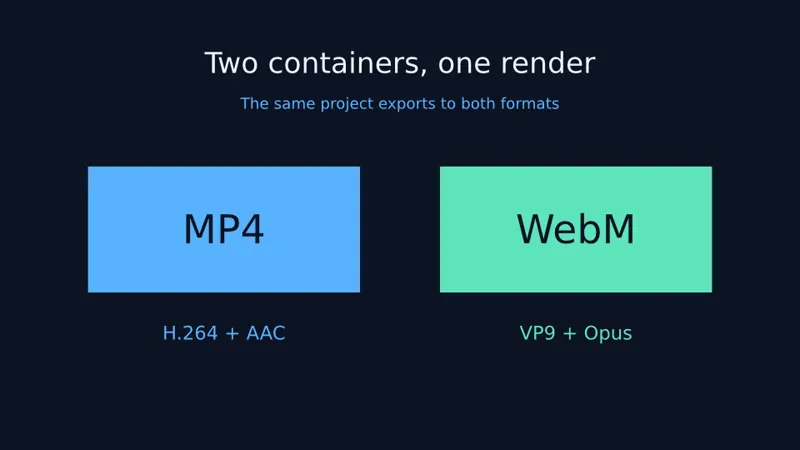 Two containers, one render
The same project exports to both formats
MP4
WebM
H.264 + AAC
VP9 + Opus